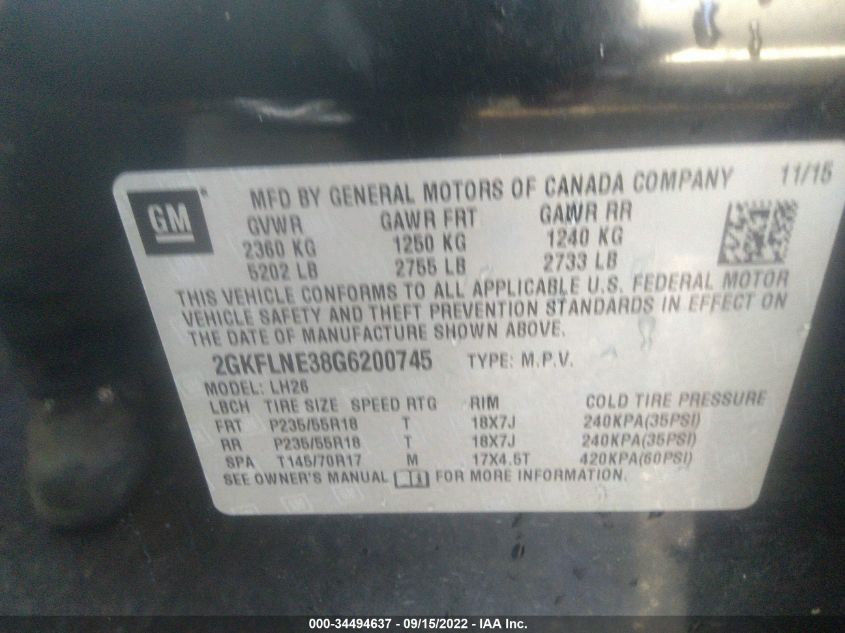 GM ® MFD BY GENERAL MOTORS OF CANADA COMPANY 11/15
GVWR GAWR FRT GAWR RR
2360 KG 1250 KG 1240 KG
5202 LB 2755 LB 2733 LB
THIS VEHICLE CONFORMS TO ALL APPLICABLE U.S. FEDERAL MOTOR
VEHICLE SAFETY AND THEFT PREVENTION STANDARDS IN EFFECT ON
THE DATE OF MANUFACTURE SHOWN ABOVE.
2GKFLNE38G6200745 TYPE: M.P.V.
MODEL: LH26
LBCH TIRE SIZE SPEED RTG RIM COLD TIRE PRESSURE
FRT P235/55R18 T 18X7J 240KPA(35PSI)
RR P235/55R18 T 18X7J 240KPA(35PSI)
SPA T145/70R17 M 17X4.5T 420KPA(60PSI)
SEE OWNER'S MANUAL FOR MORE INFORMATION.
000-34494637 - 09/15/2022 - IAA Inc.